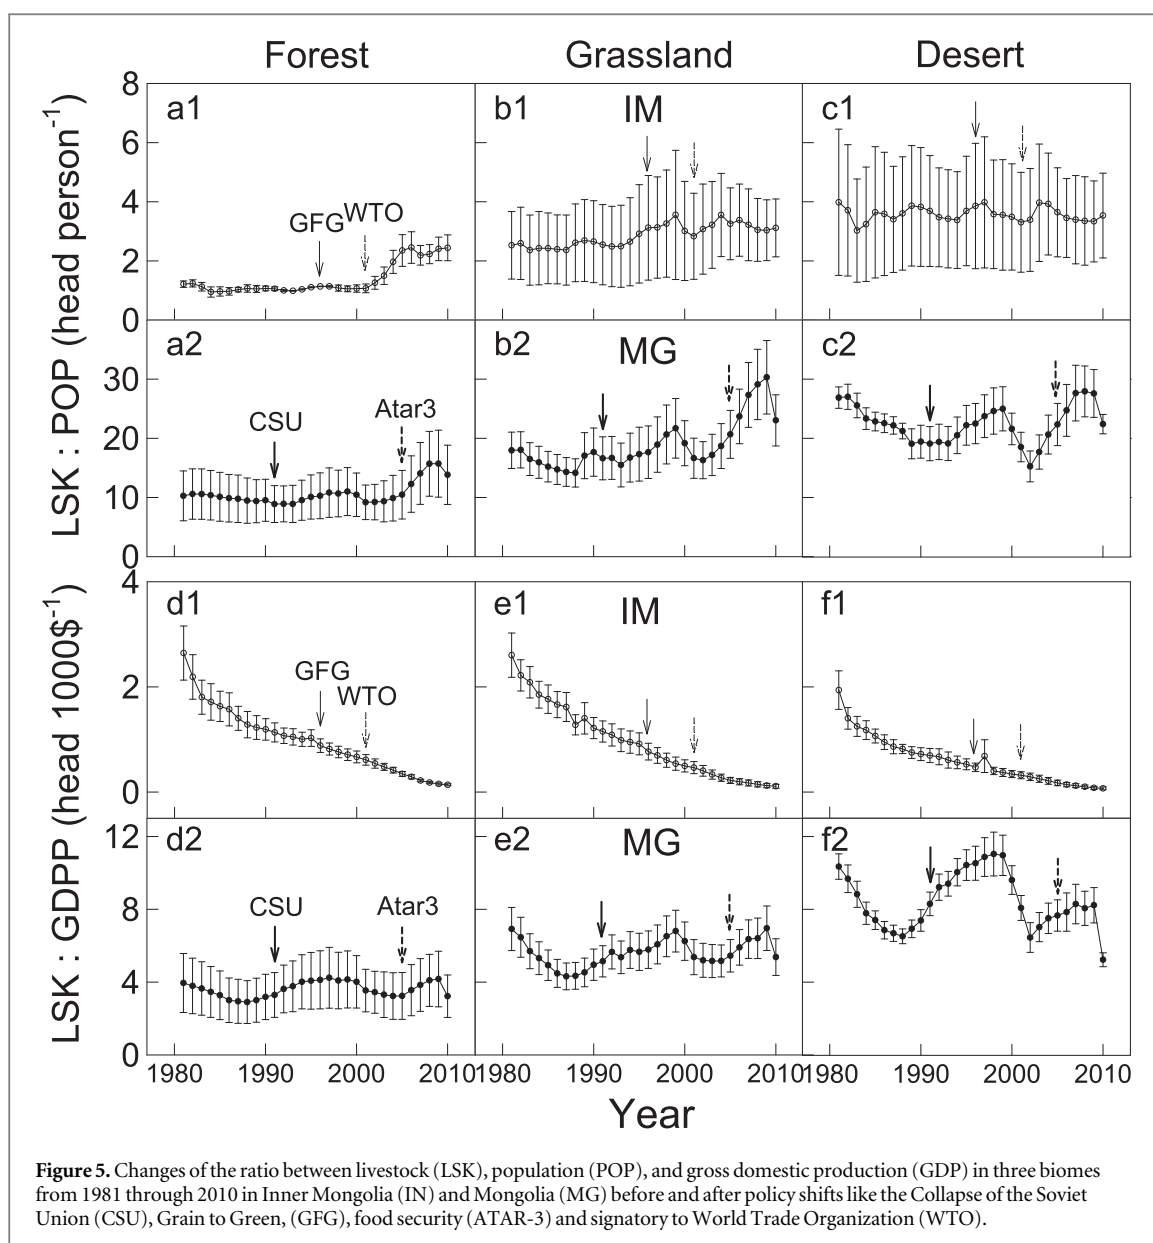 Forest Grassland Desert
8 a1 b1 IM c1
6
4 GFG WTO
2
0
LSK : POP (head person⁻¹)
a2 b2 MG c2
30
CSU Atar3
20
10
0
4 d1 e1 IM f1
GFG
2 WTO
0
LSK : GDPP (head 1000$⁻¹)
12 d2 e2 MG f2
8 CSU Atar3
4
0
1980 1990 2000 2010 1980 1990 2000 2010 1980 1990 2000 2010
Year
Figure 5. Changes of the ratio between livestock (LSK), population (POP), and gross domestic production (GDP) in three biomes
from 1981 through 2010 in Inner Mongolia (IN) and Mongolia (MG) before and after policy shifts like the Collapse of the Soviet
Union (CSU), Grain to Green, (GFG), food security (ATAR-3) and signatory to World Trade Organization (WTO).